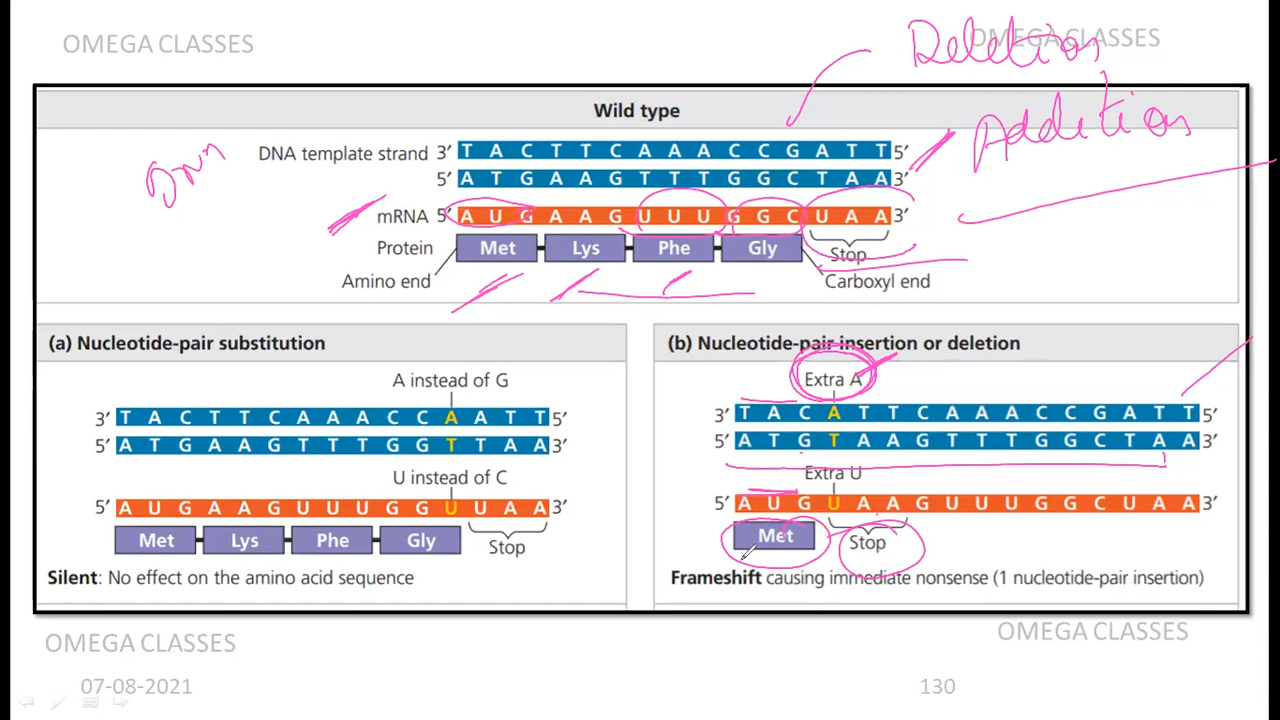 OMEGA CLASSES
OMEGA CLASSES
Deletion
Addition
Wild type
DNA template strand 3′ T A C T T C A A A C C G A T T 5′
5′ A T G A A G T T T G G C T A A 3′
mRNA 5′ A U G A A G U U U G G C U A A 3′
Protein Met Lys Phe Gly Stop
Amino end Carboxyl end
(a) Nucleotide-pair substitution
A instead of G
3′ T A C T T C A A A C C A A T T 5′
5′ A T G A A G T T T G G T T A A 3′
U instead of C
5′ A U G A A G U U U G G U U A A 3′
Met Lys Phe Gly Stop
Silent: No effect on the amino acid sequence
(b) Nucleotide-pair insertion or deletion
Extra A
3′ T A C A T T C A A A C C G A T T 5′
5′ A T G T A A G T T T G G C T A A 3′
Extra U
5′ A U G U A A G U U U G G C U A A 3′
Met Stop
Frameshift causing immediate nonsense (1 nucleotide-pair insertion)
OMEGA CLASSES
OMEGA CLASSES
07-08-2021
130